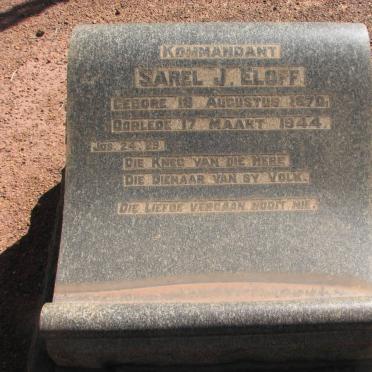 KOMMANDANT
SAREL J. ELOFF
GEBORE 18 AUGUSTUS 1870.
OORLEDE 17 MAART 1944.
JOS. 24. 29.
DIE KNEG VAN DIE HERE
DIE DIENAAR VAN SY VOLK.
DIE LIEFDE VERGAAN NOOIT NIE.